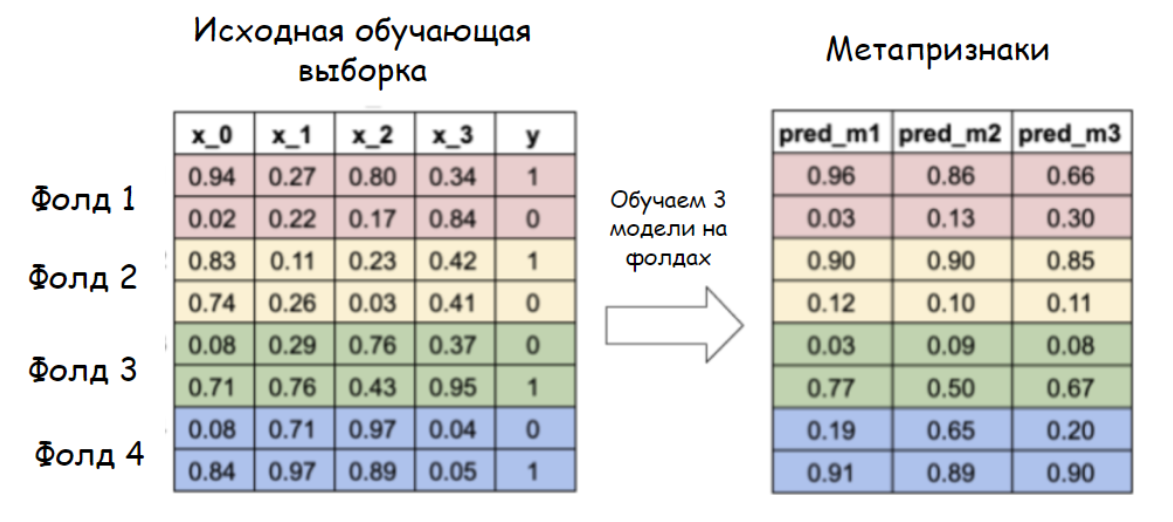 Исходная обучающая
выборка
Метапризнаки
x_0 x_1 x_2 x_3 y
Фолд 1
0.94 0.27 0.80 0.34 1
0.02 0.22 0.17 0.84 0
Фолд 2
0.83 0.11 0.23 0.42 1
0.74 0.26 0.03 0.41 0
Фолд 3
0.08 0.29 0.76 0.37 0
0.71 0.76 0.43 0.95 1
Фолд 4
0.08 0.71 0.97 0.04 0
0.84 0.97 0.89 0.05 1
Обучаем 3
модели на
фолдах
pred_m1 pred_m2 pred_m3
0.96 0.86 0.66
0.03 0.13 0.30
0.90 0.90 0.85
0.12 0.10 0.11
0.03 0.09 0.08
0.77 0.50 0.67
0.19 0.65 0.20
0.91 0.89 0.90